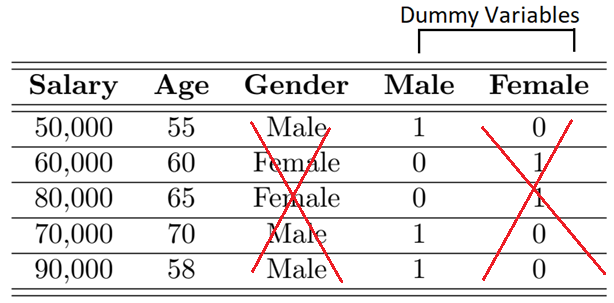 Dummy Variables
Salary Age Gender Male Female
50,000 55 Male 1 0
60,000 60 Female 0 1
80,000 65 Female 0 1
70,000 70 Male 1 0
90,000 58 Male 1 0